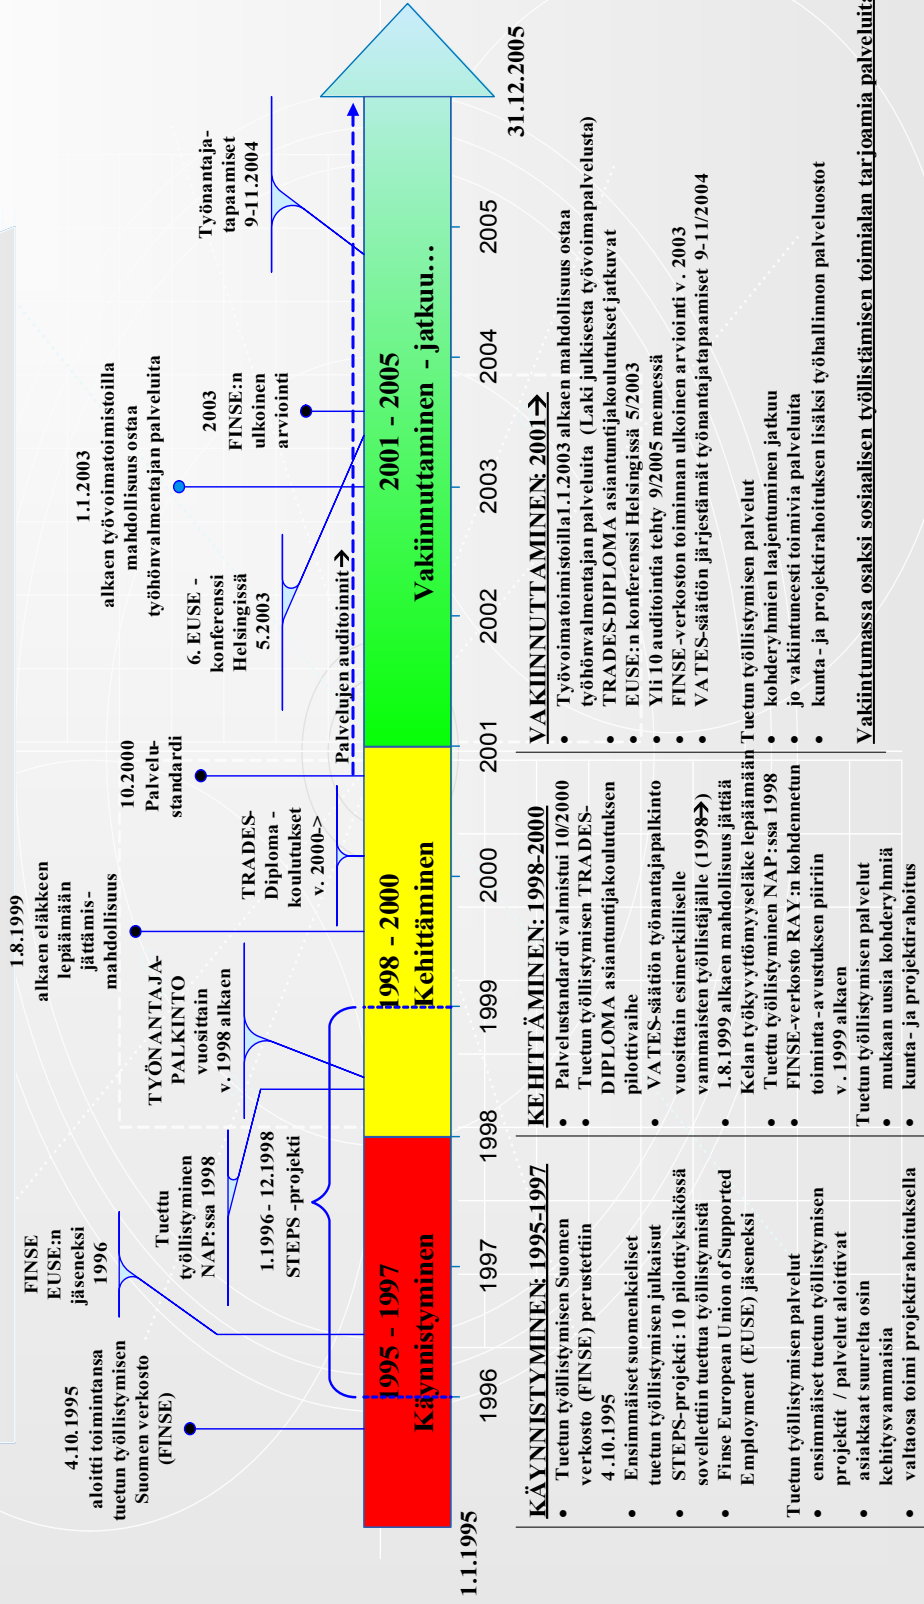 4.10.1995
aloitti toimintansa
tuetun työllistymisen
Suomen verkosto
(FINSE)
FINSE
EUSE:n
jäseneksi
1996
Tuettu
työllistyminen
NAP:ssa 1998
1.1996 - 12.1998
STEPS -projekti
TYÖNANTAJA-
PALKINTO
vuosittain
v. 1998 alkaen
1.8.1999
alkaen eläkkeen
lepäämään
jättämis -
mahdollisuus
TRADES-
Diploma -
koulutukset
v. 2000->
10.2000
Palvelu-
standardi
Palvelujen auditoinnit →
6. EUSE -
konferenssi
Helsingissä
5.2003
1.1.2003
alkaen työvoimatoimistoilla
mahdollisuus ostaa
työhönvalmentajan palveluita
2003
FINSE:n
ulkoinen
arviointi
Työnantaja-
tapaamiset
9-11.2004
1995 - 1997
Käynnistyminen
1998 - 2000
Kehittäminen
2001 - 2005
Vakiinnuttaminen - jatkuu…
1996
1997
1998
1999
2000
2001
2002
2003
2004
2005
1.1.1995
31.12.2005
KÄYNNISTYMINEN: 1995-1997
• Tuetun työllistymisen Suomen
verkosto (FINSE) perustettiin
4.10.1995
• Ensimmäiset suomenkieliset
tuetun työllistymisen julkaisut
• STEPS-projekti: 10 pilottiyksikössä
sovellettiin tuettua työllistymistä
• Finse European Union of Supported
Employment (EUSE) jäseneksi
Tuetun työllistymisen palvelut
• ensimmäiset tuetun työllistymisen
projektit / palvelut aloittivat
• asiakkaat suurelta osin
kehitysvammaisia
• valtaosa toimi projektirahoituksella
KEHITTÄMINEN: 1998-2000
• Palvelustandardi valmistui 10/2000
• Tuetun työllistymisen TRADES-
DIPLOMA asiantuntijakoulutuksen
pilottivaihe
• VATES-säätiön työnantajapalkinto
vuosittain esimerkilliselle
vammaisten työllistäjälle (1998→)
• 1.8.1999 alkaen mahdollisuus jättää
Kelan työkyvyttömyyseläke lepäämään
• Tuettu työllistyminen NAP:ssa 1998
• FINSE-verkosto RAY:n kohdennetun
toiminta -avustuksen piiriin
v. 1999 alkaen
Tuetun työllistymisen palvelut
• mukaan uusia kohderyhmiä
• kunta - ja projektirahoitus
VAKIINNUTTAMINEN: 2001→
• Työvoimatoimistoilla1.1.2003 alkaen mahdollisuus ostaa
työhönvalmentajan palveluita (Laki julkisesta työvoimapalvelusta)
• TRADES-DIPLOMA asiantuntijakoulutukset jatkuvat
• EUSE:n konferenssi Helsingissä 5/2003
• Yli 10 auditointia tehty 9/2005 mennessä
• FINSE -verkoston toiminnan ulkoinen arviointi v. 2003
• VATES-säätiön järjestämät työnantajatapaamiset 9-11/2004
Tuetun työllistymisen palvelut
• kohderyhmien laajentuminen jatkuu
• jo vakiintuneesti toimivia palveluita
• kunta - ja projektirahoituksen lisäksi työhallinnon palveluostot
Vakiintumassa osaksi sosiaalisen työllistämisen toimialan tarjoamia palveluita